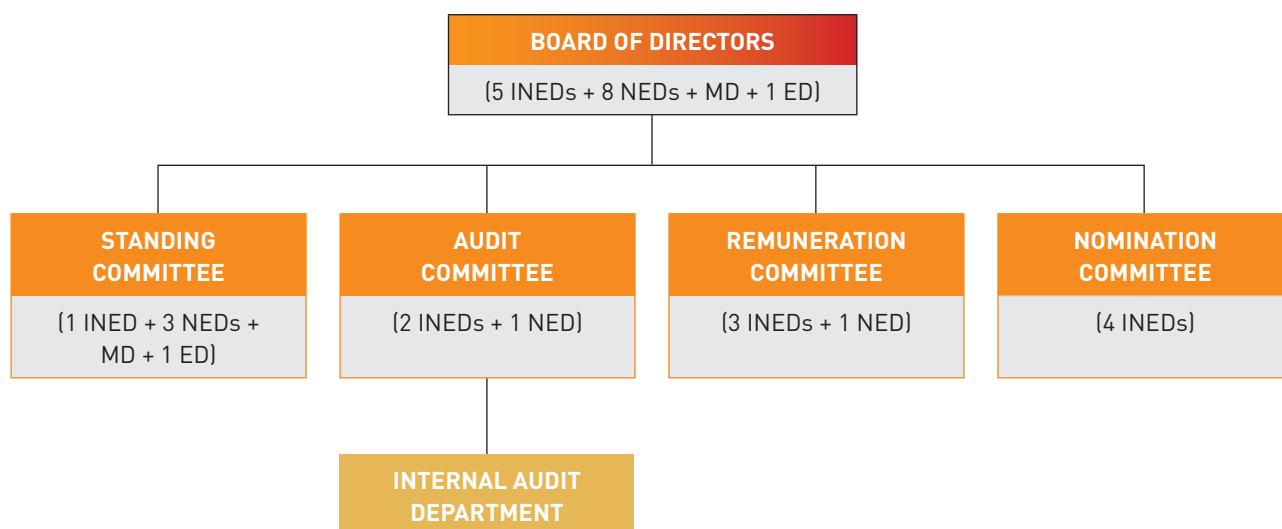 BOARD OF DIRECTORS
(5 INEDs + 8 NEDs + MD + 1 ED)
STANDING
COMMITTEE
(1 INED + 3 NEDs +
MD + 1 ED)
AUDIT
COMMITTEE
(2 INEDs + 1 NED)
REMUNERATION
COMMITTEE
(3 INEDs + 1 NED)
NOMINATION
COMMITTEE
(4 INEDs)
INTERNAL AUDIT
DEPARTMENT